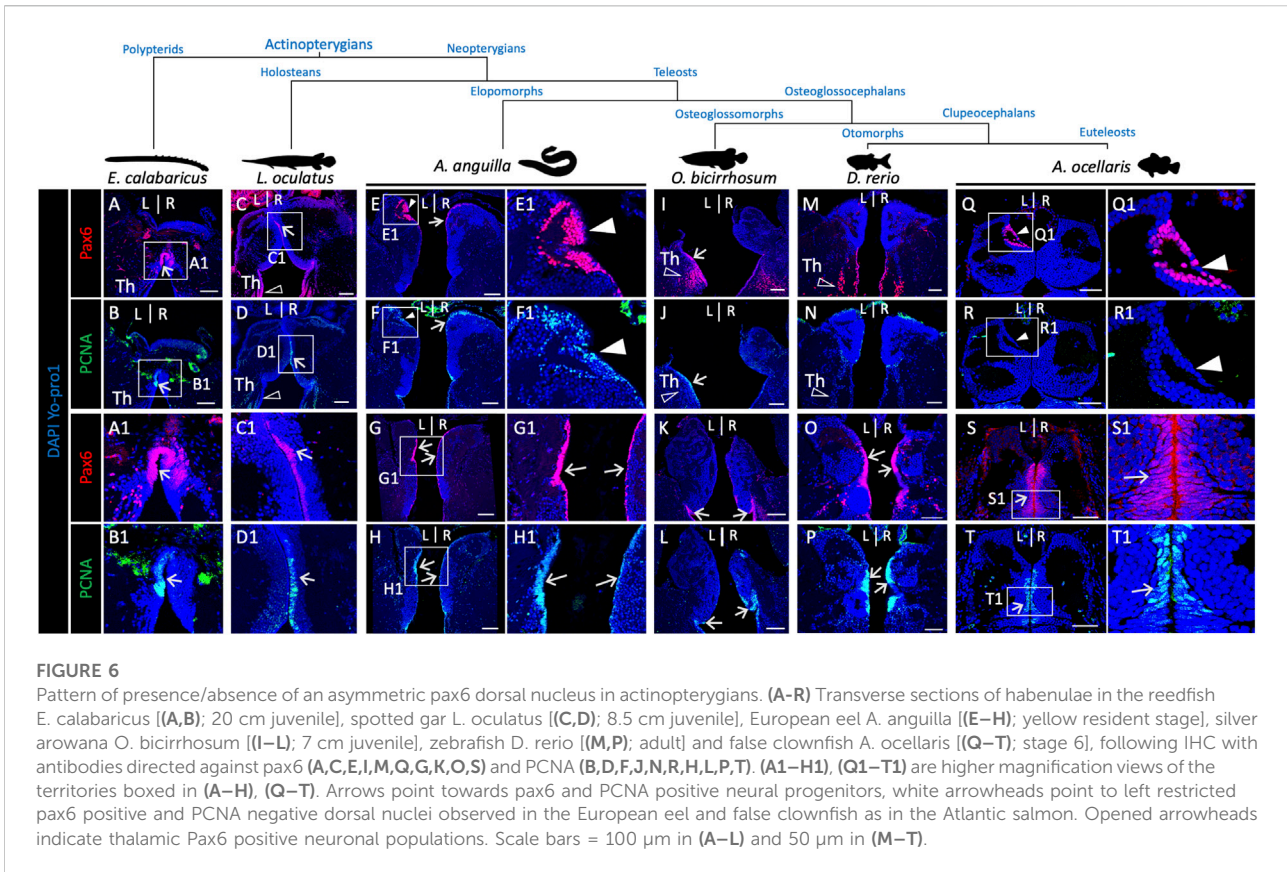 Actinopterygians
Polypterids Neopterygians
Holosteans Teleosts
Elopomorphs Osteoglossocephalans
Osteoglossomorphs Clupeocephalans
Otomorphs Euteleosts
E. calabaricus L. oculatus A. anguilla O. bicirrhosum D. rerio A. ocellaris
DAPI Yo-pro1
Pax6
A L R A1 Th C L R C1 Th E L R E1 E1 I L R Th M L R Th Q L R Q1 Q1
PCNA
B L R B1 Th D L R D1 Th F L R F1 F1 J L R Th N L R Th R L R R1 R1
Pax6
A1 C1 G L R G1 G1 K L R O L R S L R S1 S1
PCNA
B1 D1 H L R H1 H1 L L R P L R T L R T1 T1
FIGURE 6
Pattern of presence/absence of an asymmetric pax6 dorsal nucleus in actinopterygians. (A-R) Transverse sections of habenulae in the reedfish
E. calabaricus [(A,B); 20 cm juvenile], spotted gar L. oculatus [(C,D); 8.5 cm juvenile], European eel A. anguilla [(E–H); yellow resident stage], silver
arowana O. bicirrhosum [(I–L); 7 cm juvenile], zebrafish D. rerio [(M,P); adult] and false clownfish A. ocellaris [(Q–T); stage 6], following IHC with
antibodies directed against pax6 (A,C,E,I,M,Q,G,K,O,S) and PCNA (B,D,F,J,N,R,H,L,P,T). (A1–H1), (Q1–T1) are higher magnification views of the
territories boxed in (A–H), (Q–T). Arrows point towards pax6 and PCNA positive neural progenitors, white arrowheads point to left restricted
pax6 positive and PCNA negative dorsal nuclei observed in the European eel and false clownfish as in the Atlantic salmon. Opened arrowheads
indicate thalamic Pax6 positive neuronal populations. Scale bars = 100 µm in (A–L) and 50 µm in (M–T).